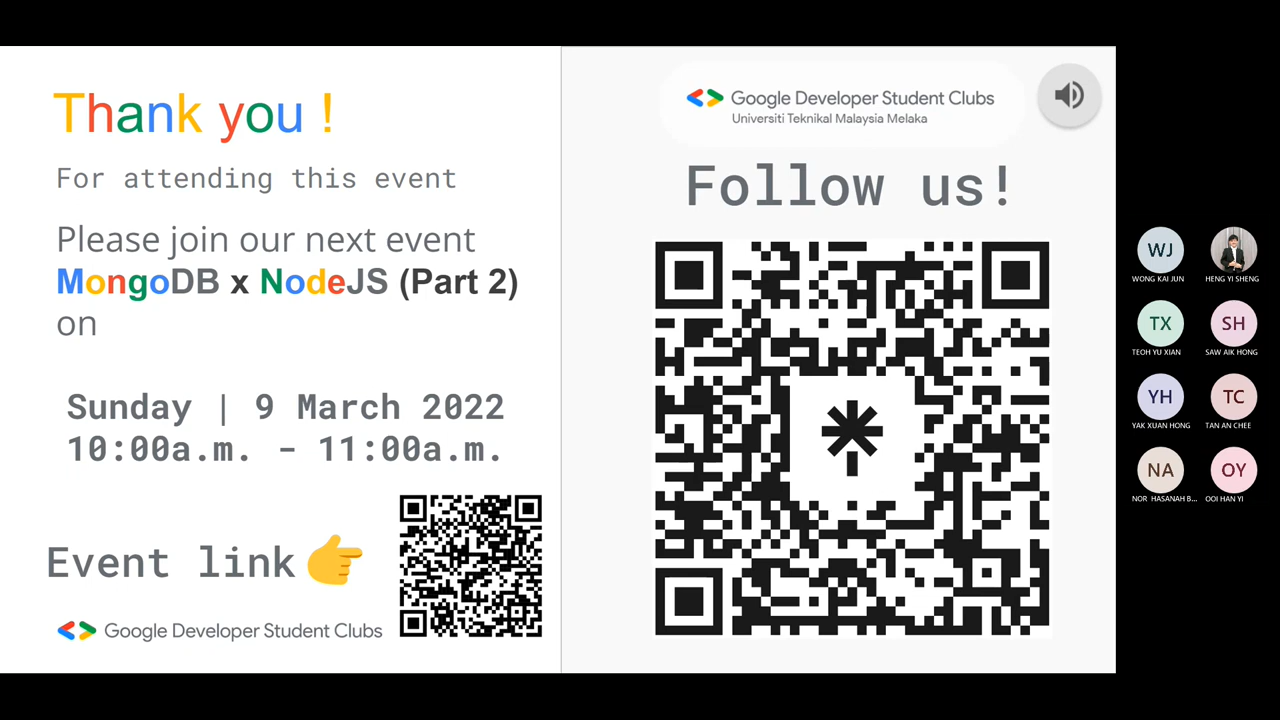 Thank you !
For attending this event
Please join our next event
MongoDB x NodeJS (Part 2)
on
Sunday | 9 March 2022
10:00a.m. - 11:00a.m.
Event link
Google Developer Student Clubs
Google Developer Student Clubs
Universiti Teknikal Malaysia Melaka
Follow us!
WJ
WONG KAI JUN
HENG YI SHENG
TX
TEOH YU XIAN
SH
SAW AIK HONG
YH
YAK XUAN HONG
TC
TAN AN CHEE
NA
NOR HASANAH B...
OY
OOI HAN YI